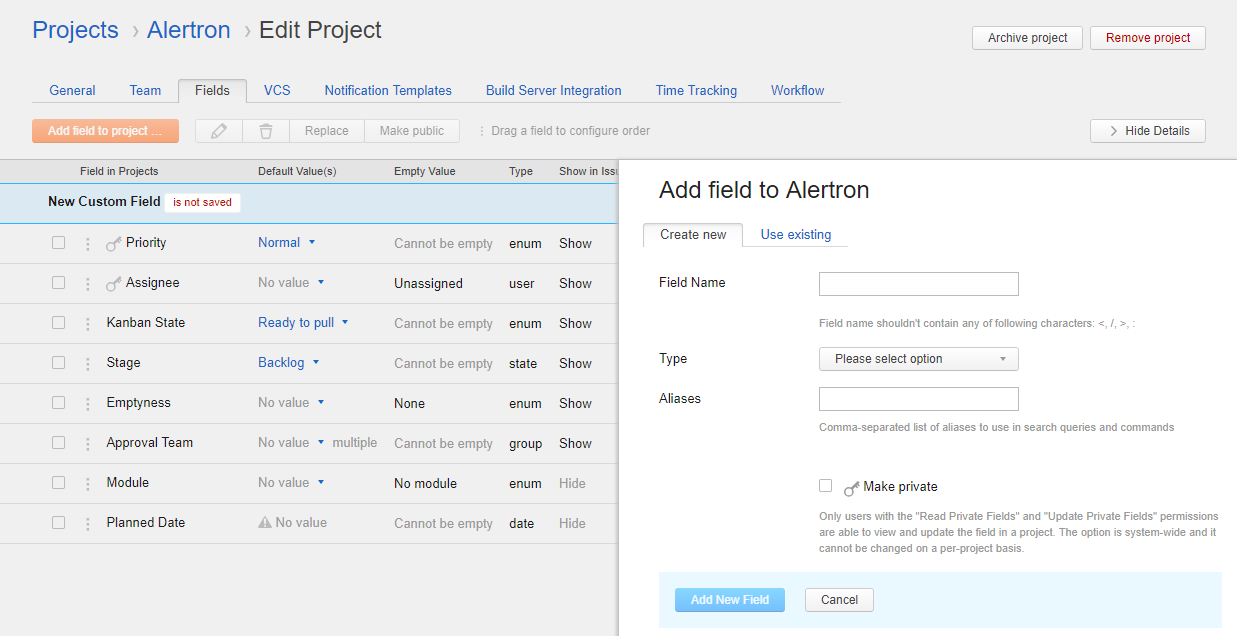 Projects › Alertron › Edit Project
Archive project
Remove project
General Team Fields VCS Notification Templates Build Server Integration Time Tracking Workflow
Add field to project ...
Replace
Make public
Drag a field to configure order
Hide Details
Field in Projects Default Value(s) Empty Value Type Show in Issu
New Custom Field is not saved
Priority Normal Cannot be empty enum Show
Assignee No value Unassigned user Show
Kanban State Ready to pull Cannot be empty enum Show
Stage Backlog Cannot be empty state Show
Emptyness No value None enum Show
Approval Team No value multiple Cannot be empty group Show
Module No value No module enum Hide
Planned Date No value Cannot be empty date Hide
Add field to Alertron
Create new Use existing
Field Name
Field name shouldn't contain any of following characters: <, /, >, :
Type Please select option
Aliases
Comma-separated list of aliases to use in search queries and commands
Make private
Only users with the "Read Private Fields" and "Update Private Fields" permissions
are able to view and update the field in a project. The option is system-wide and it
cannot be changed on a per-project basis.
Add New Field Cancel